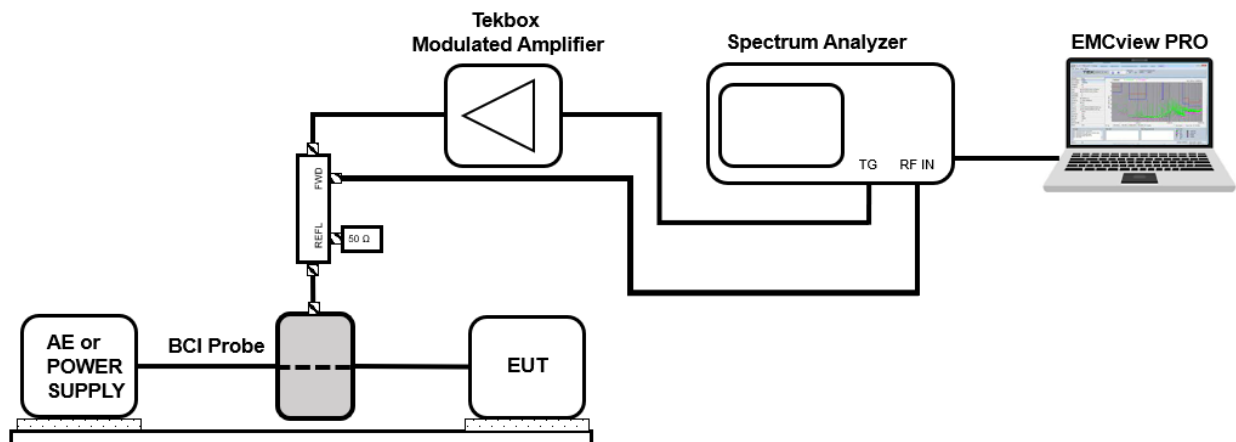 Tekbox
Modulated Amplifier
Spectrum Analyzer
EMCview PRO
TG
RF IN
FWD
REFL
50 Ω
AE or
POWER
SUPPLY
BCI Probe
EUT